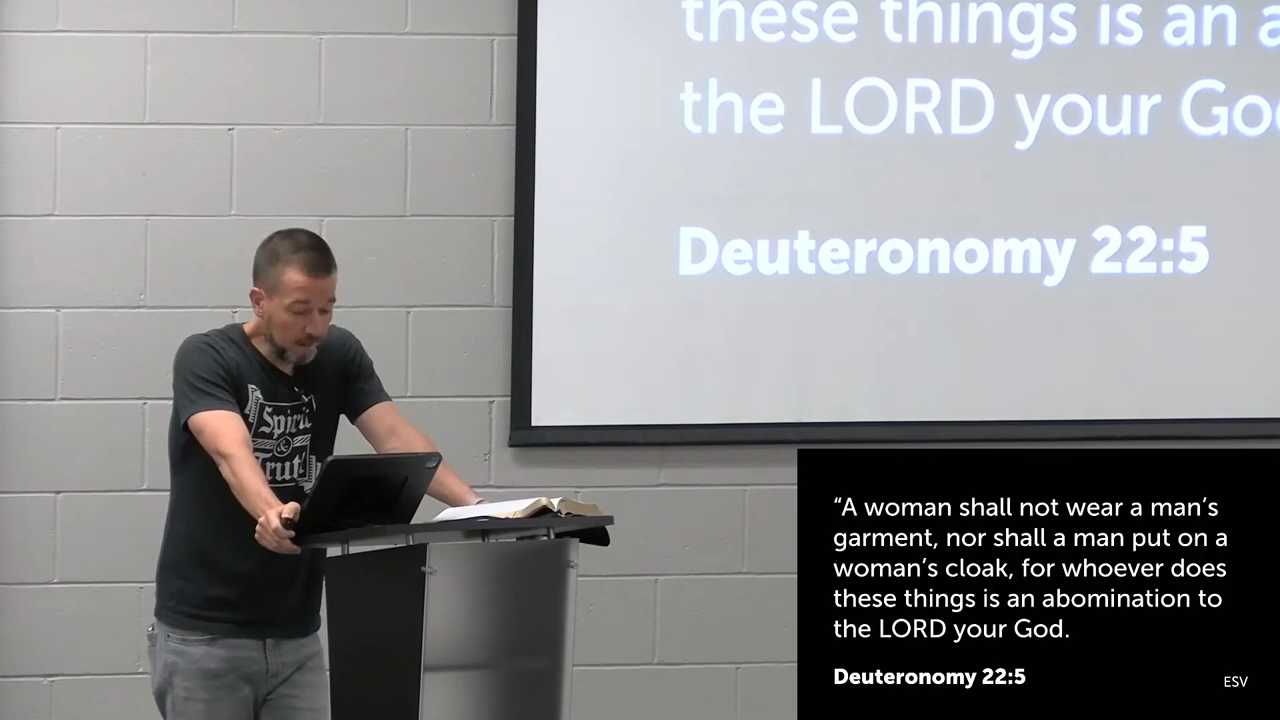 these things is an a
the LORD your Go
Deuteronomy 22:5
Spirit
&
Truth
“A woman shall not wear a man’s
garment, nor shall a man put on a
woman’s cloak, for whoever does
these things is an abomination to
the LORD your God.
Deuteronomy 22:5
ESV